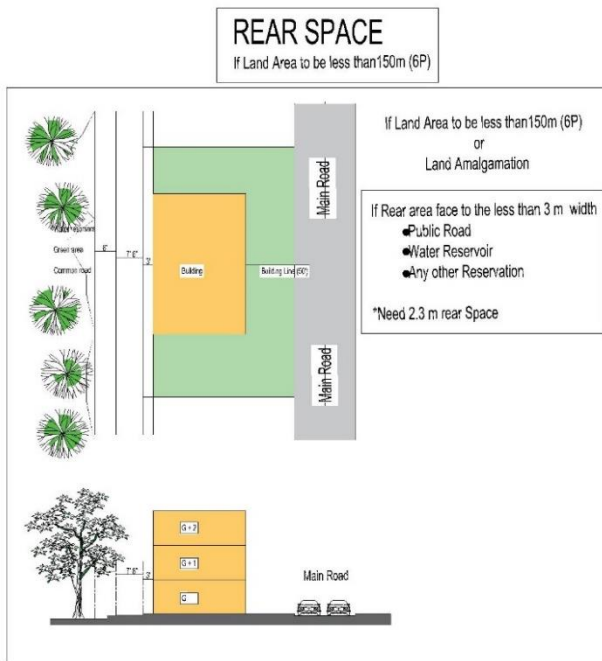 REAR SPACE
If Land Area to be less than150m (6P)
If Land Area to be less than150m (6P)
or
Land Amalgamation
If Rear area face to the less than 3 m width
●Public Road
●Water Reservoir
●Any other Reservation
*Need 2.3 m rear Space
Main Road
Main Road
Green area
Common road
6'
7' 6"
3'
Building
Building Line (50')
G + 2
G + 1
G
7' 6"
3'
Main Road